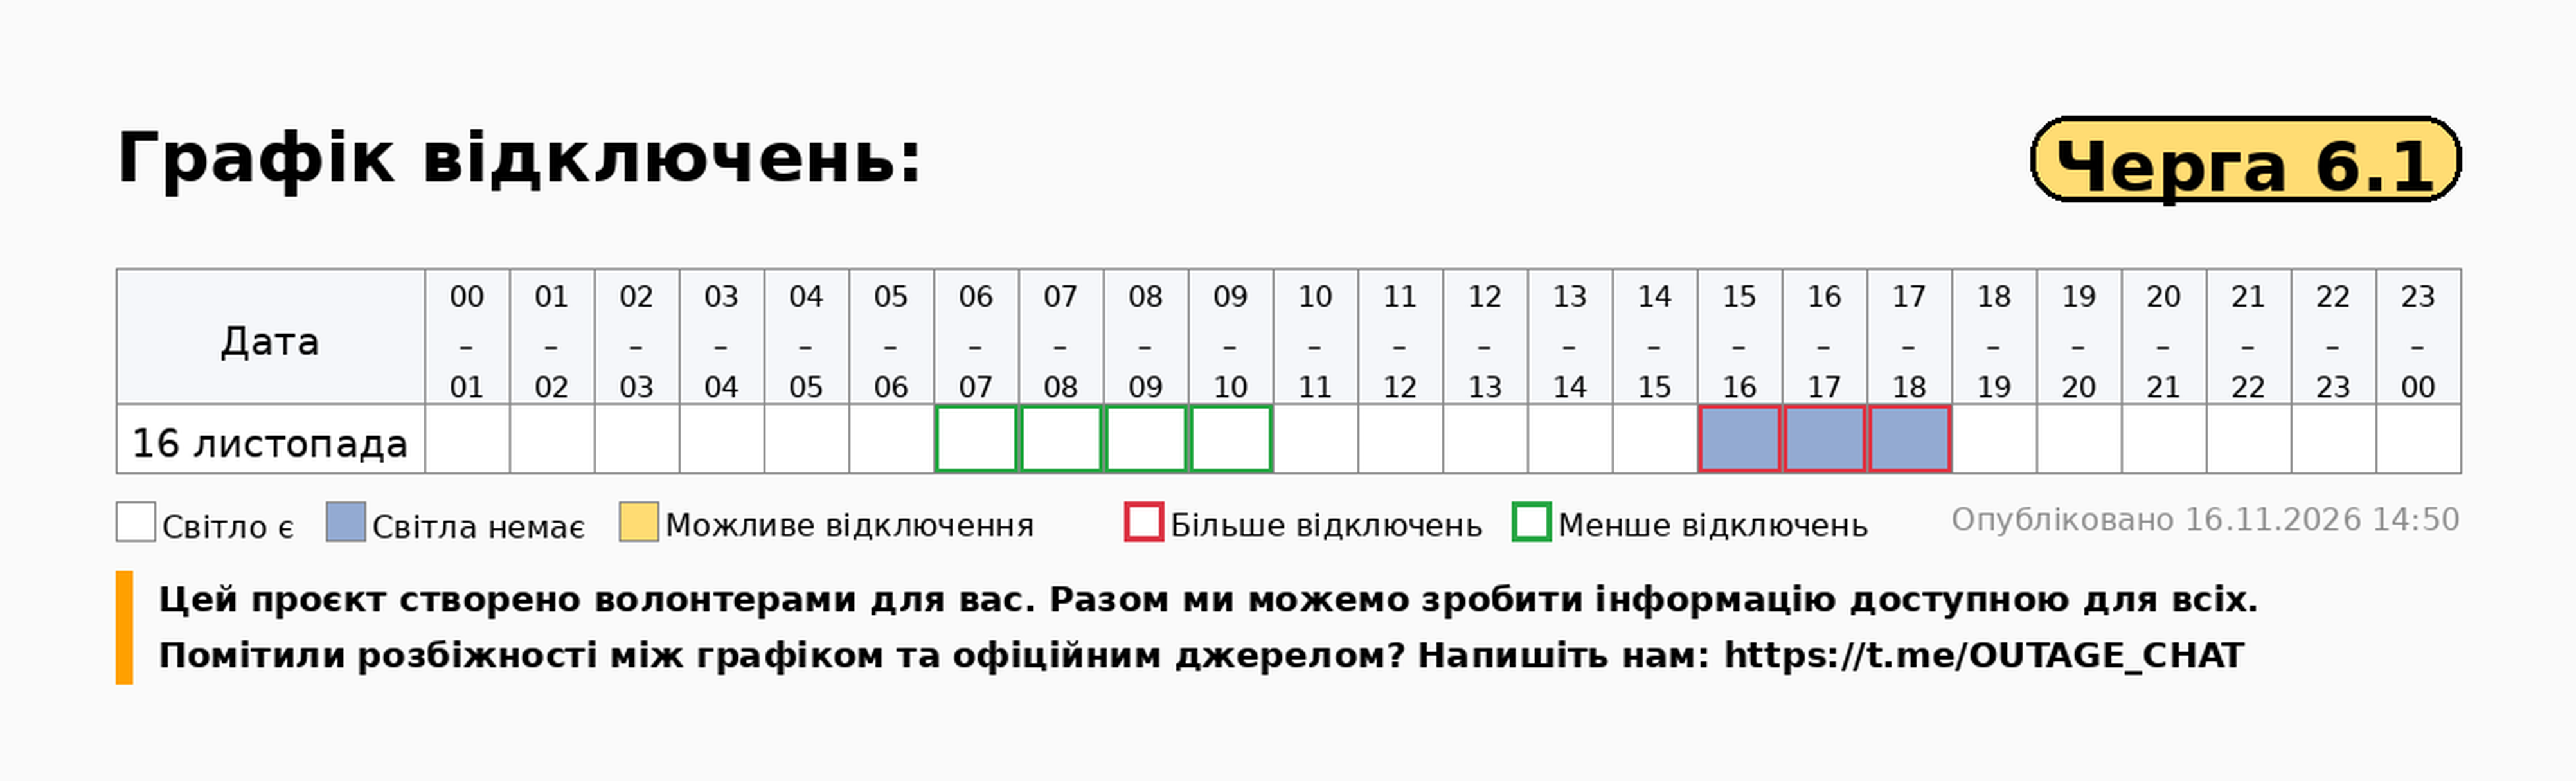 Графік відключень:
Черга 6.1
Дата
00 – 01
01 – 02
02 – 03
03 – 04
04 – 05
05 – 06
06 – 07
07 – 08
08 – 09
09 – 10
10 – 11
11 – 12
12 – 13
13 – 14
14 – 15
15 – 16
16 – 17
17 – 18
18 – 19
19 – 20
20 – 21
21 – 22
22 – 23
23 – 00
16 листопада
Світло є
Світла немає
Можливе відключення
Більше відключень
Менше відключень
Опубліковано 16.11.2026 14:50
Цей проєкт створено волонтерами для вас. Разом ми можемо зробити інформацію доступною для всіх.
Помітили розбіжності між графіком та офіційним джерелом? Напишіть нам: https://t.me/OUTAGE_CHAT